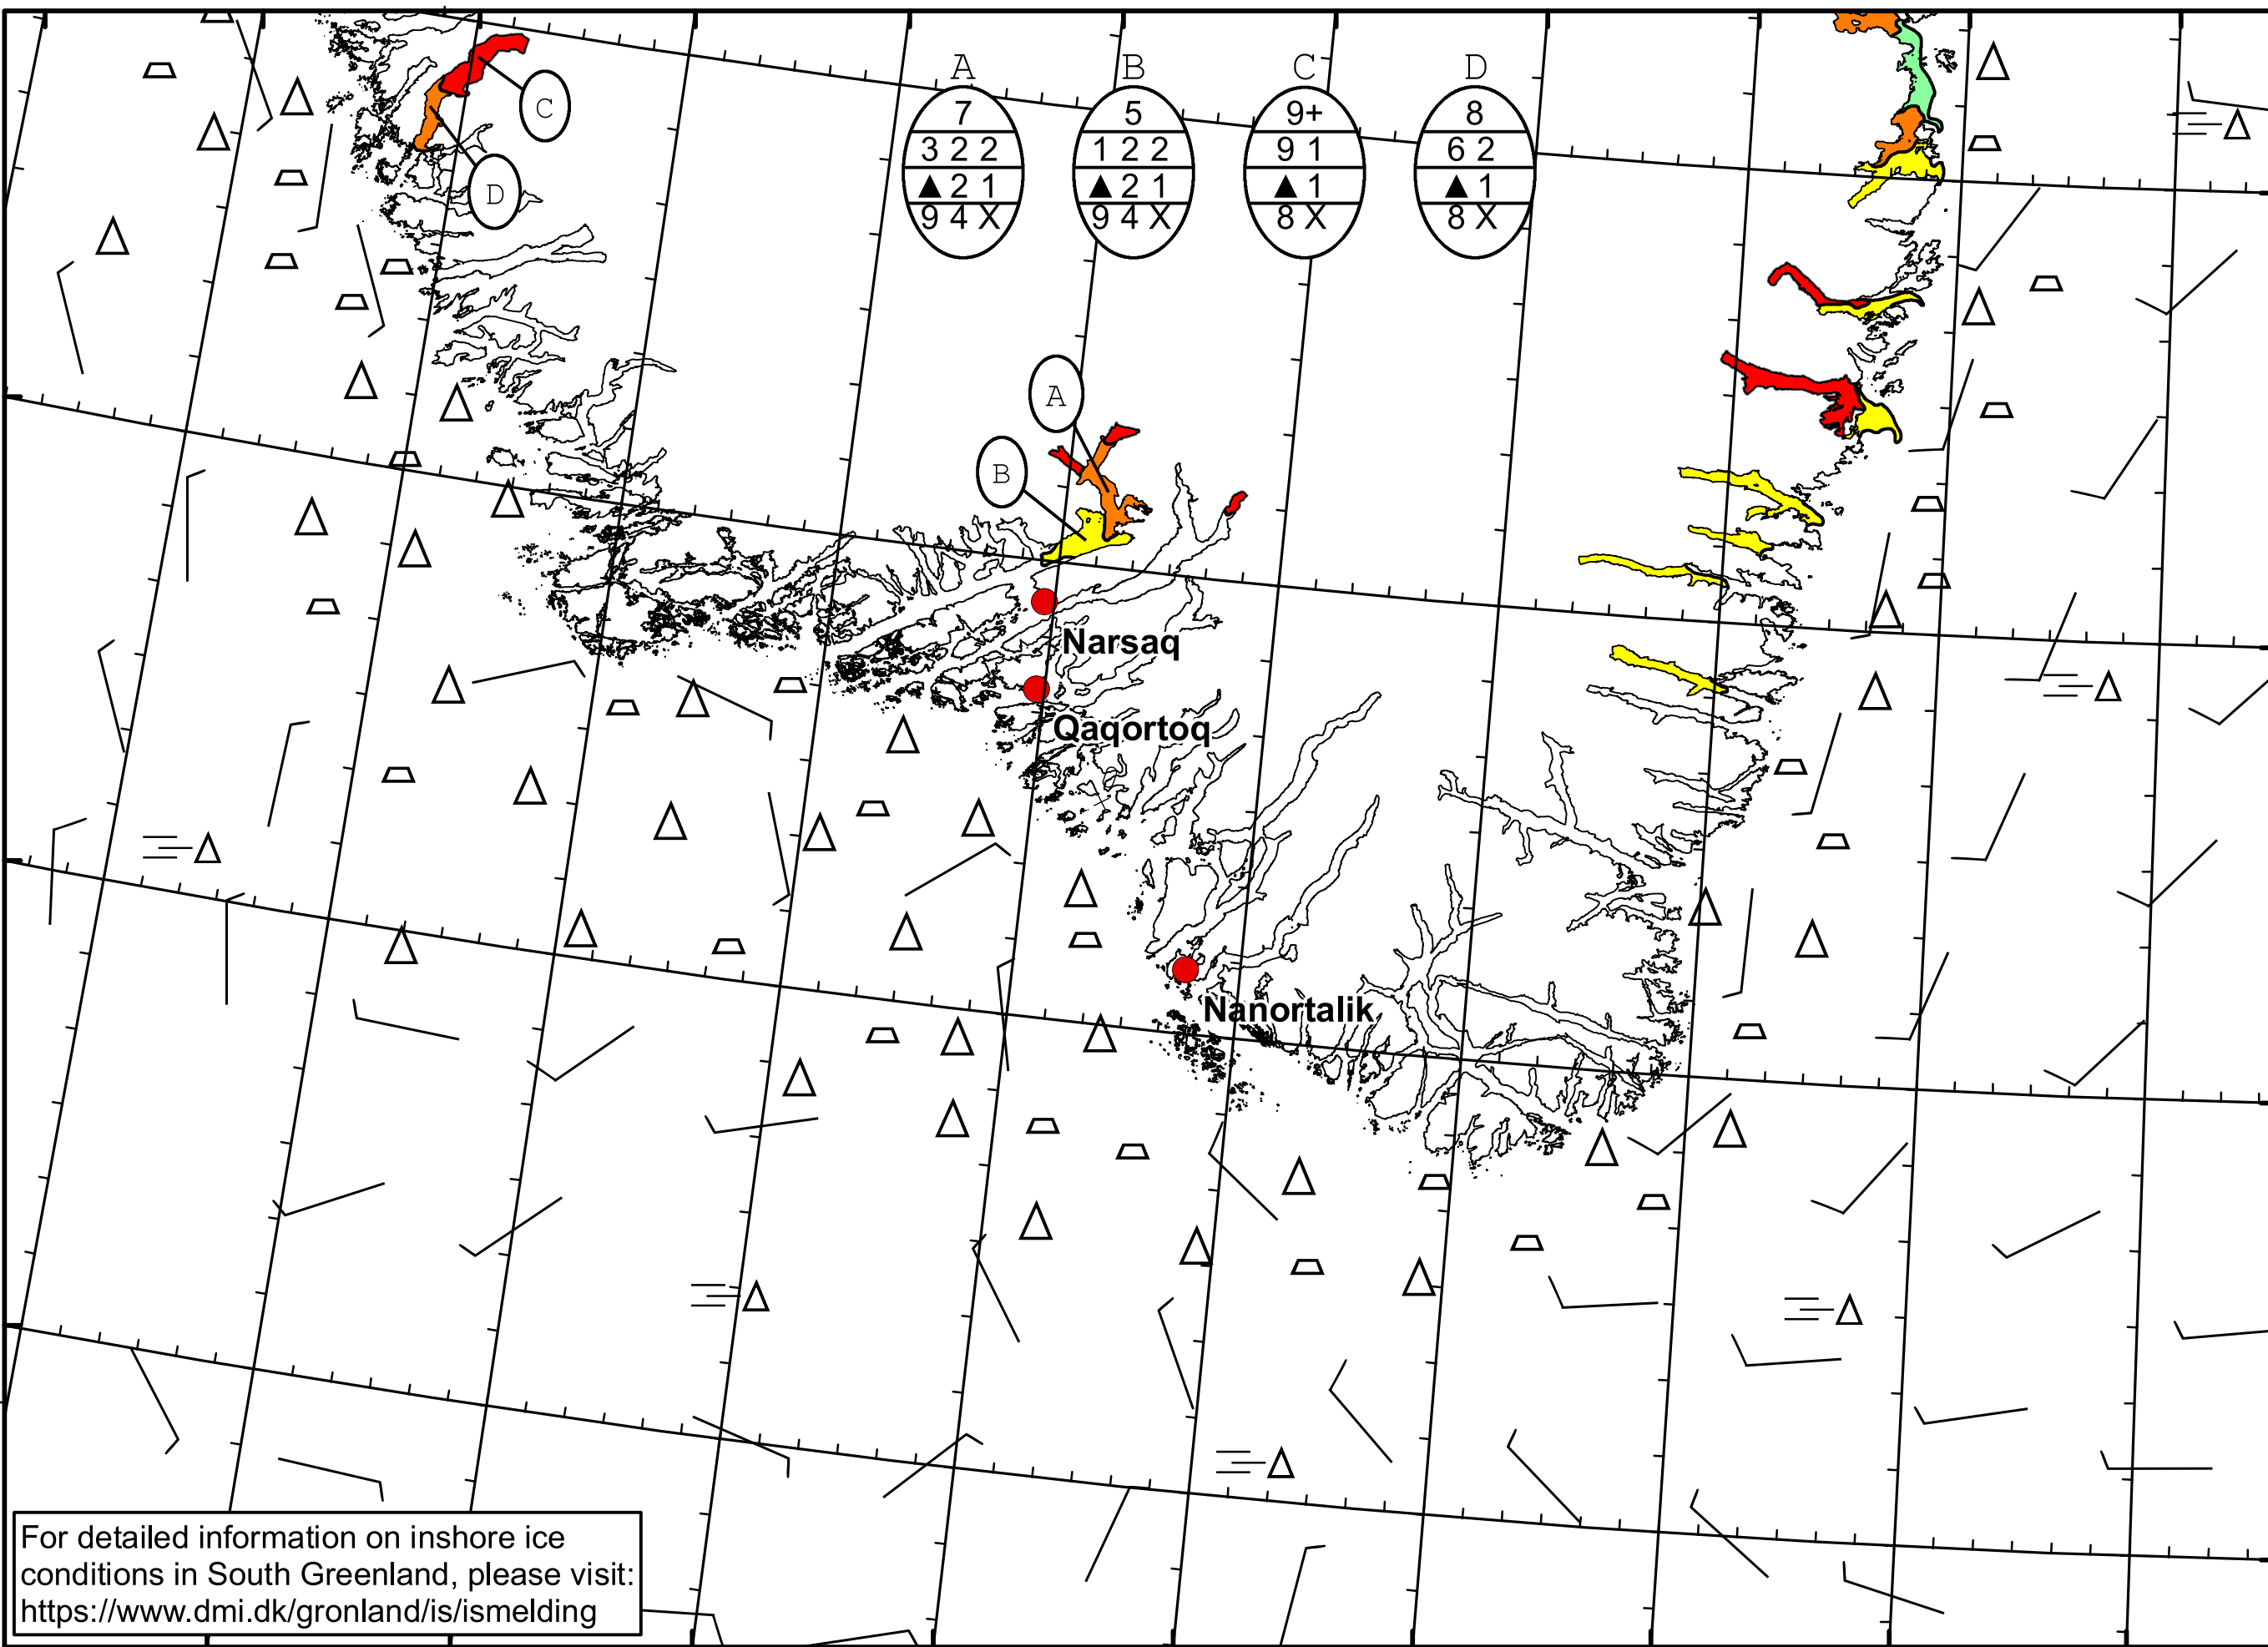 A B C D
7 5 9+ 8
3 2 2 1 2 2 9 1 6 2
▲ 2 1 ▲ 2 1 ▲ 1 ▲ 1
9 4 X 9 4 X 8 X 8 X
C
D
A
B
Narsaq
Qaqortoq
Nanortalik
For detailed information on inshore ice
conditions in South Greenland, please visit:
https://www.dmi.dk/gronland/is/ismelding